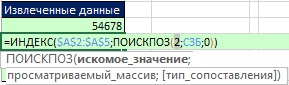 Извлеченные данные
54678
=ИНДЕКС($A$2:$A$5;ПОИСКПОЗ(2;C3Б;0))
ПОИСКПОЗ(искомое_значение;
просматриваемый_массив; [тип_сопоставления])